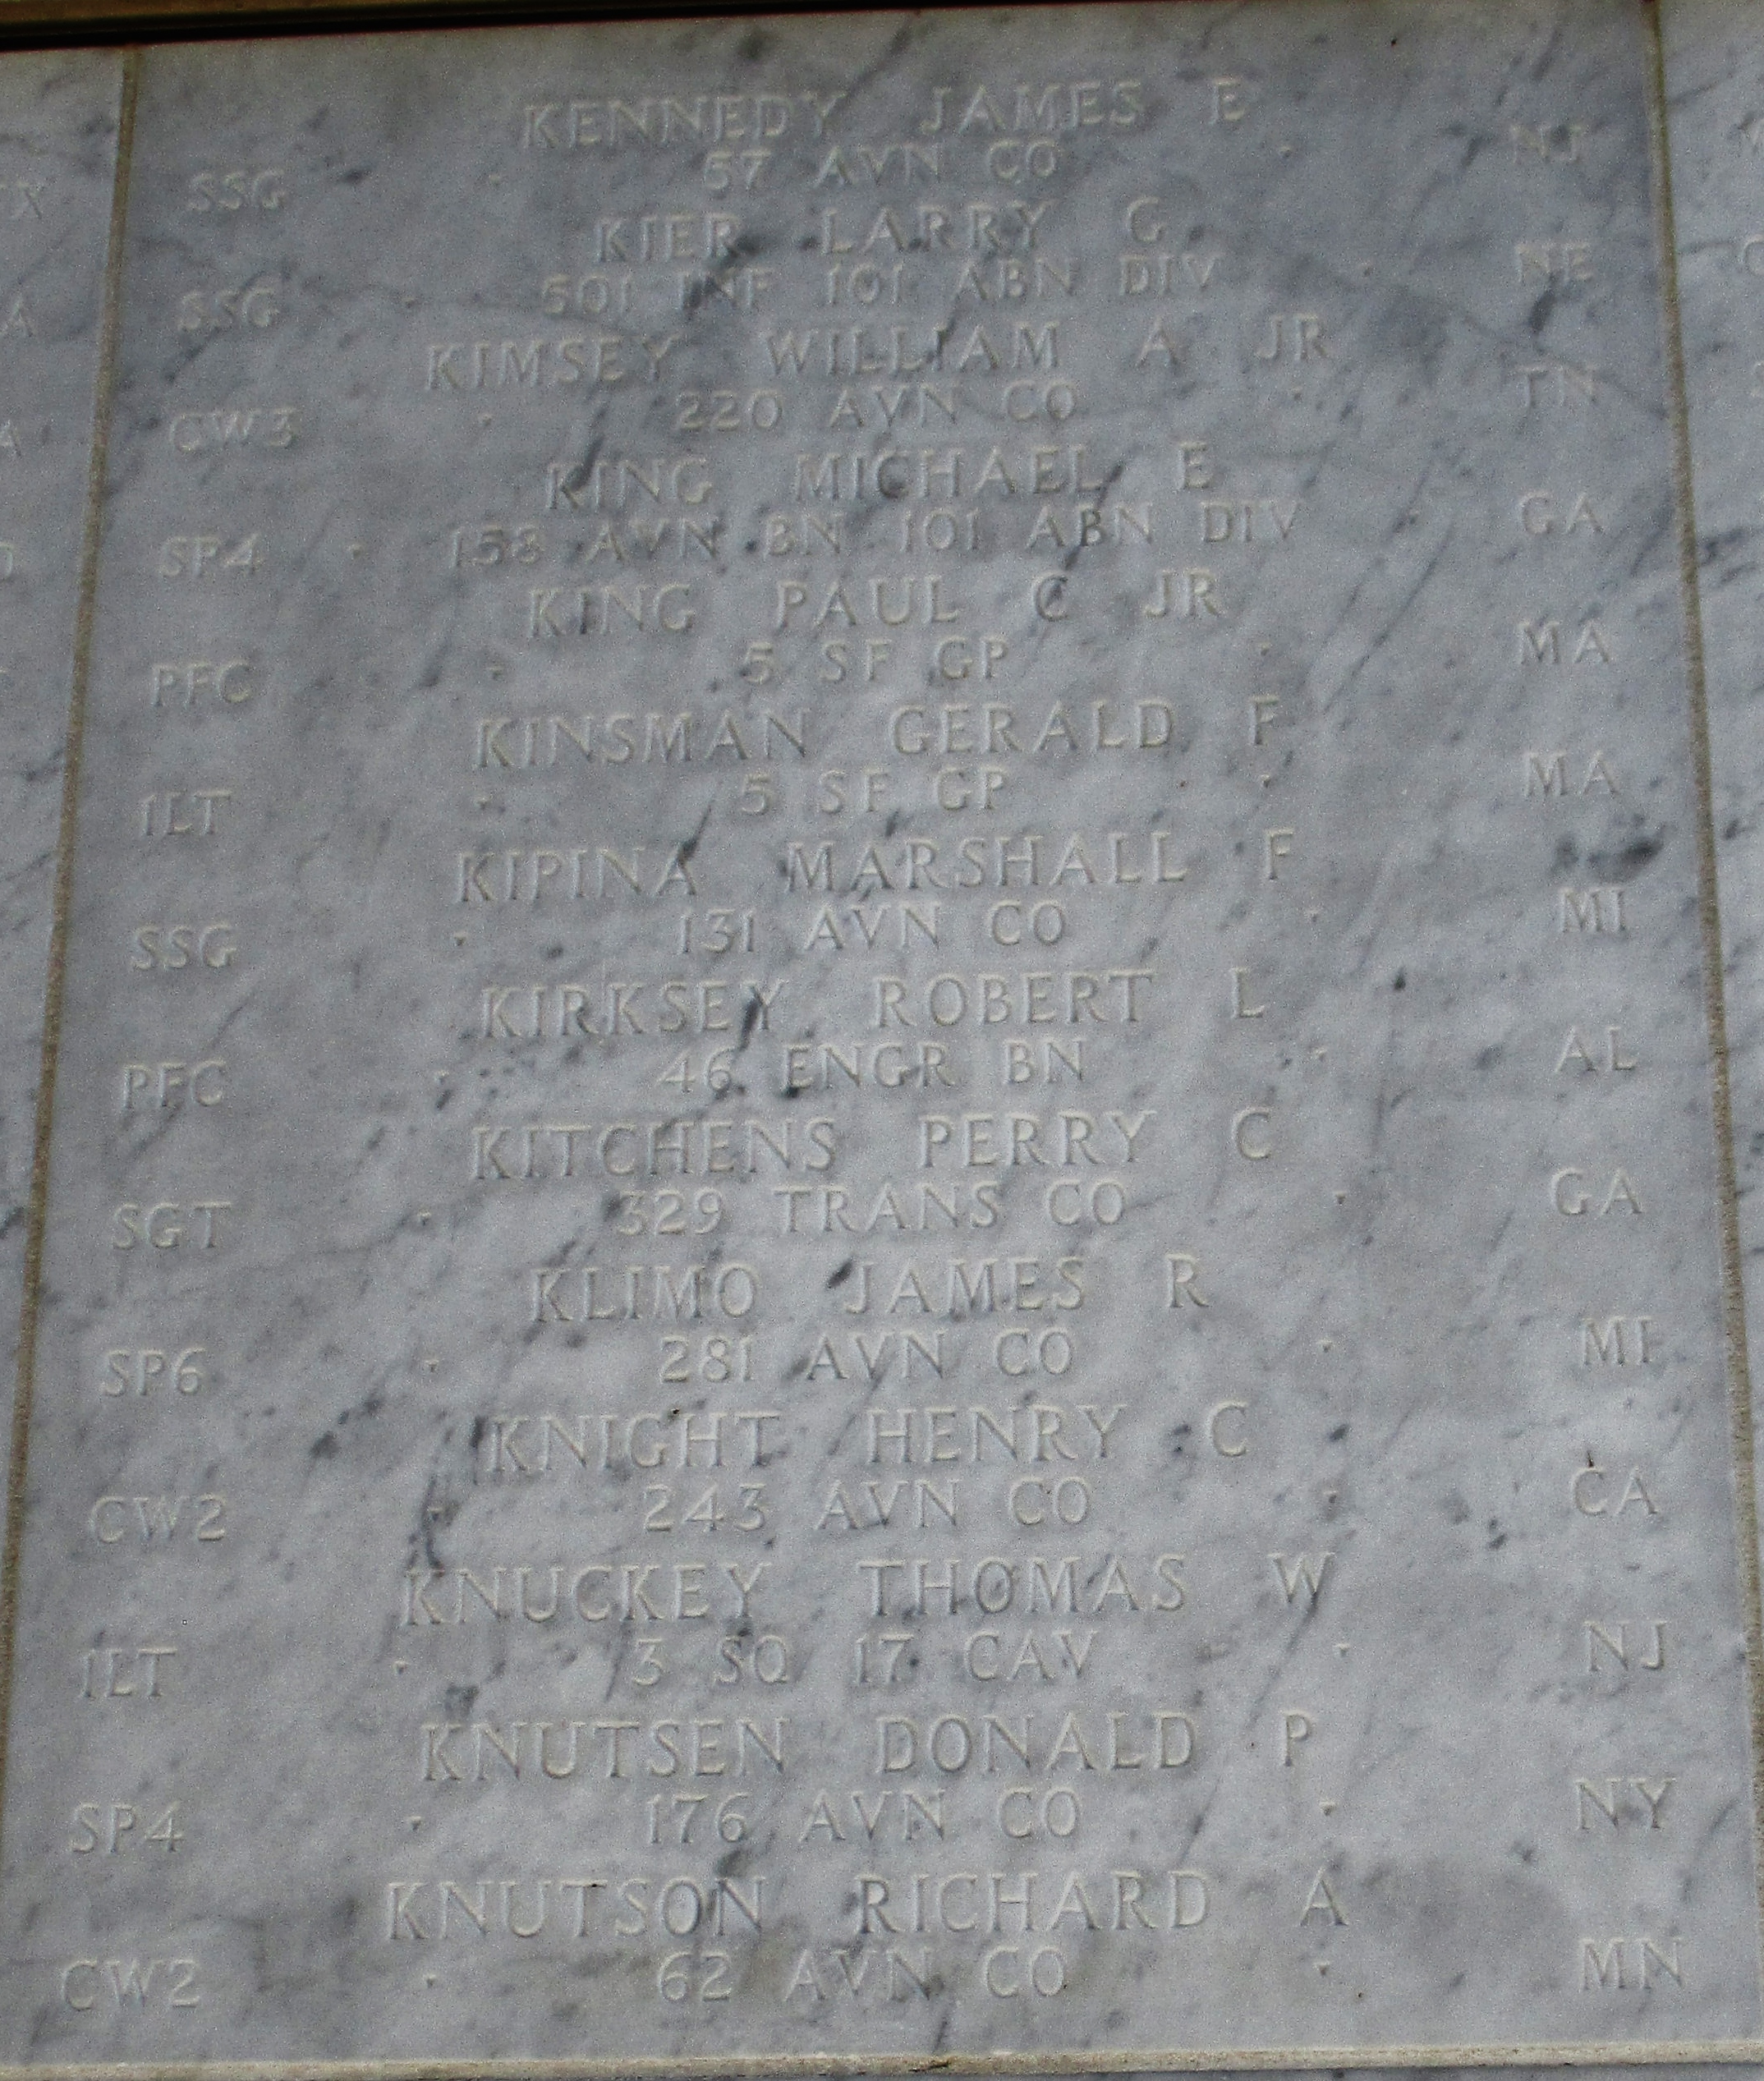 KENNEDY JAMES E
SSG · 57 AVN CO · NJ
KIER LARRY G
SSG · 501 INF 101 ABN DIV · NE
KIMSEY WILLIAM A JR
CW3 · 220 AVN CO · TN
KING MICHAEL E
SP4 · 158 AVN BN 101 ABN DIV · GA
KING PAUL C JR
PFC · 5 SF GP · MA
KINSMAN GERALD F
1LT · 5 SF GP · MA
KIPINA MARSHALL F
SSG · 131 AVN CO · MI
KIRKSEY ROBERT L
PFC · 46 ENGR BN · AL
KITCHENS PERRY C
SGT · 329 TRANS CO · GA
KLIMO JAMES R
SP6 · 281 AVN CO · MI
KNIGHT HENRY C
CW2 · 243 AVN CO · CA
KNUCKEY THOMAS W
1LT · 3 SQ 17 CAV · NJ
KNUTSEN DONALD P
SP4 · 176 AVN CO · NY
KNUTSON RICHARD A
CW2 · 62 AVN CO · MN